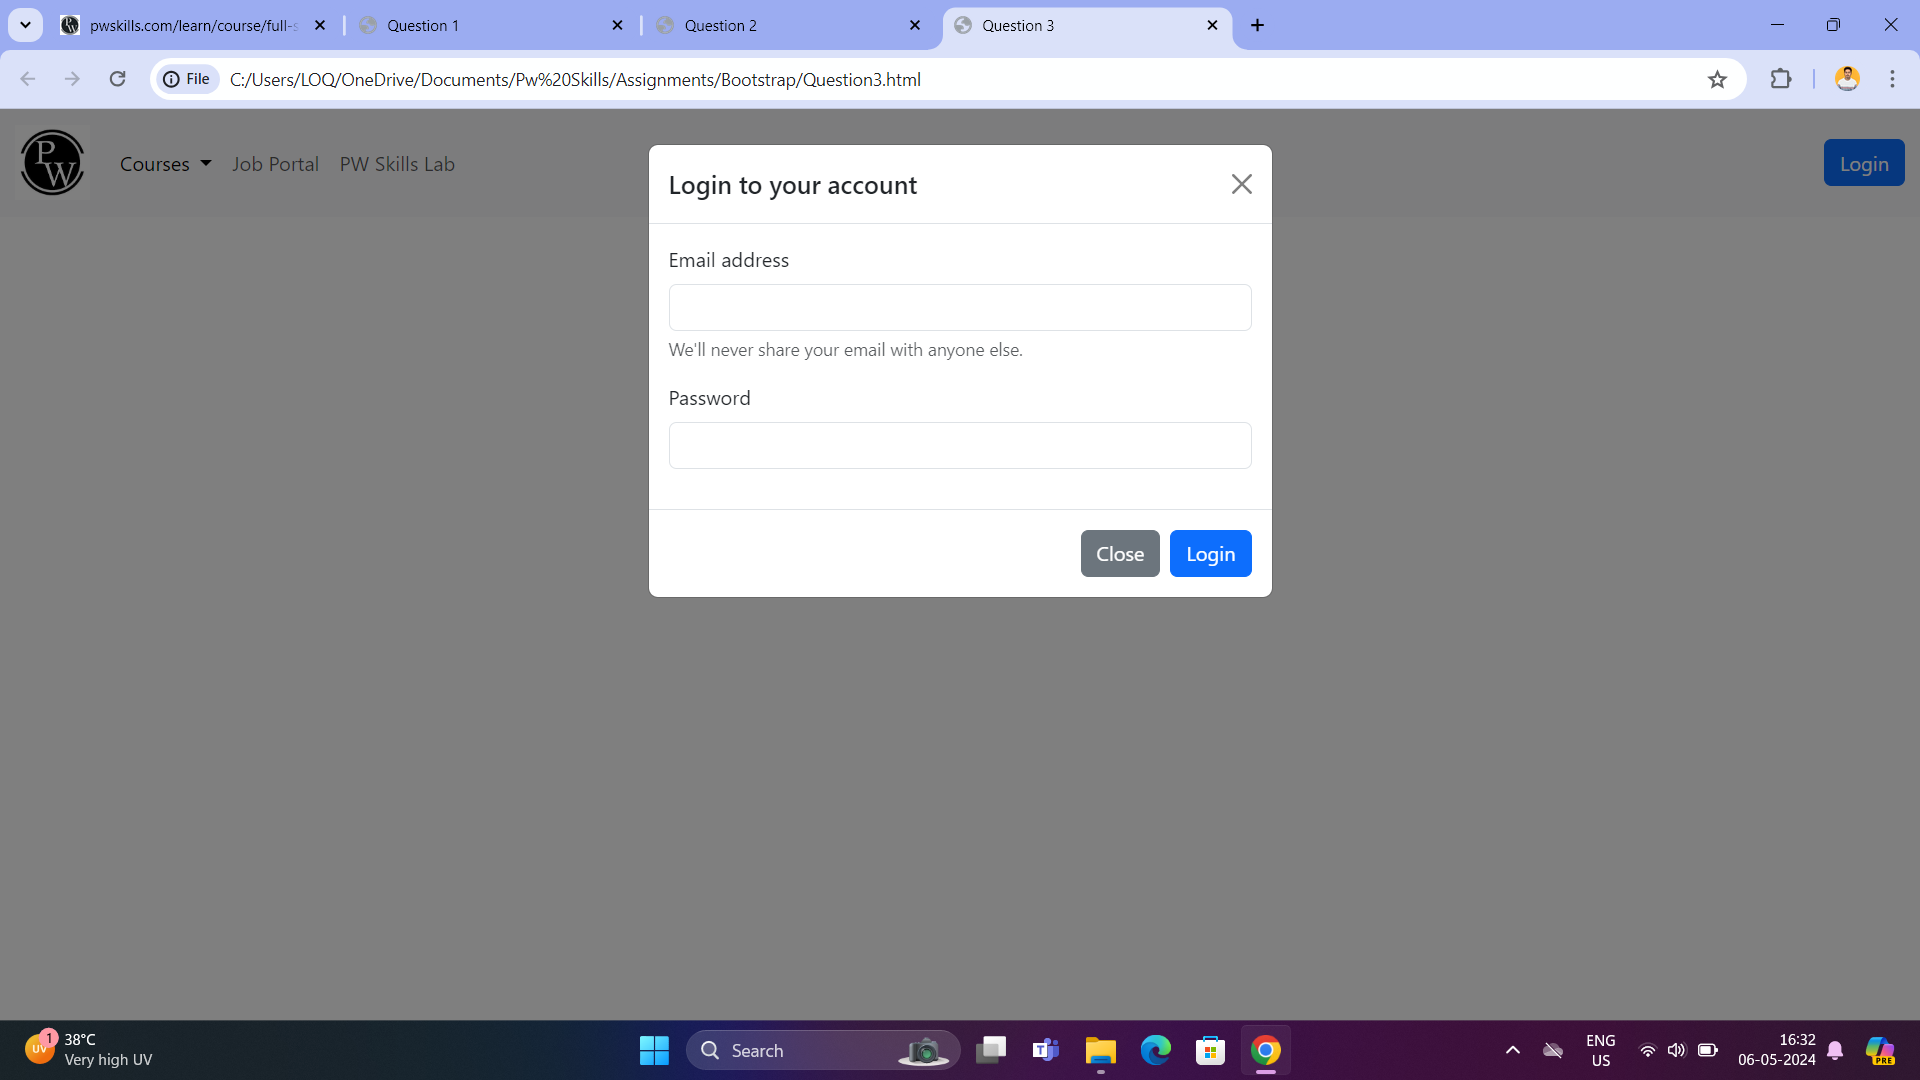 pwskills.com/learn/course/full-s
Question 1
Question 2
Question 3
File
C:/Users/LOQ/OneDrive/Documents/Pw%20Skills/Assignments/Bootstrap/Question3.html
PW
Courses
Job Portal
PW Skills Lab
Login
Login to your account
Email address
We'll never share your email with anyone else.
Password
Close
Login
UV
1
38°C
Very high UV
Search
ENG
US
16:32
06-05-2024
PRE